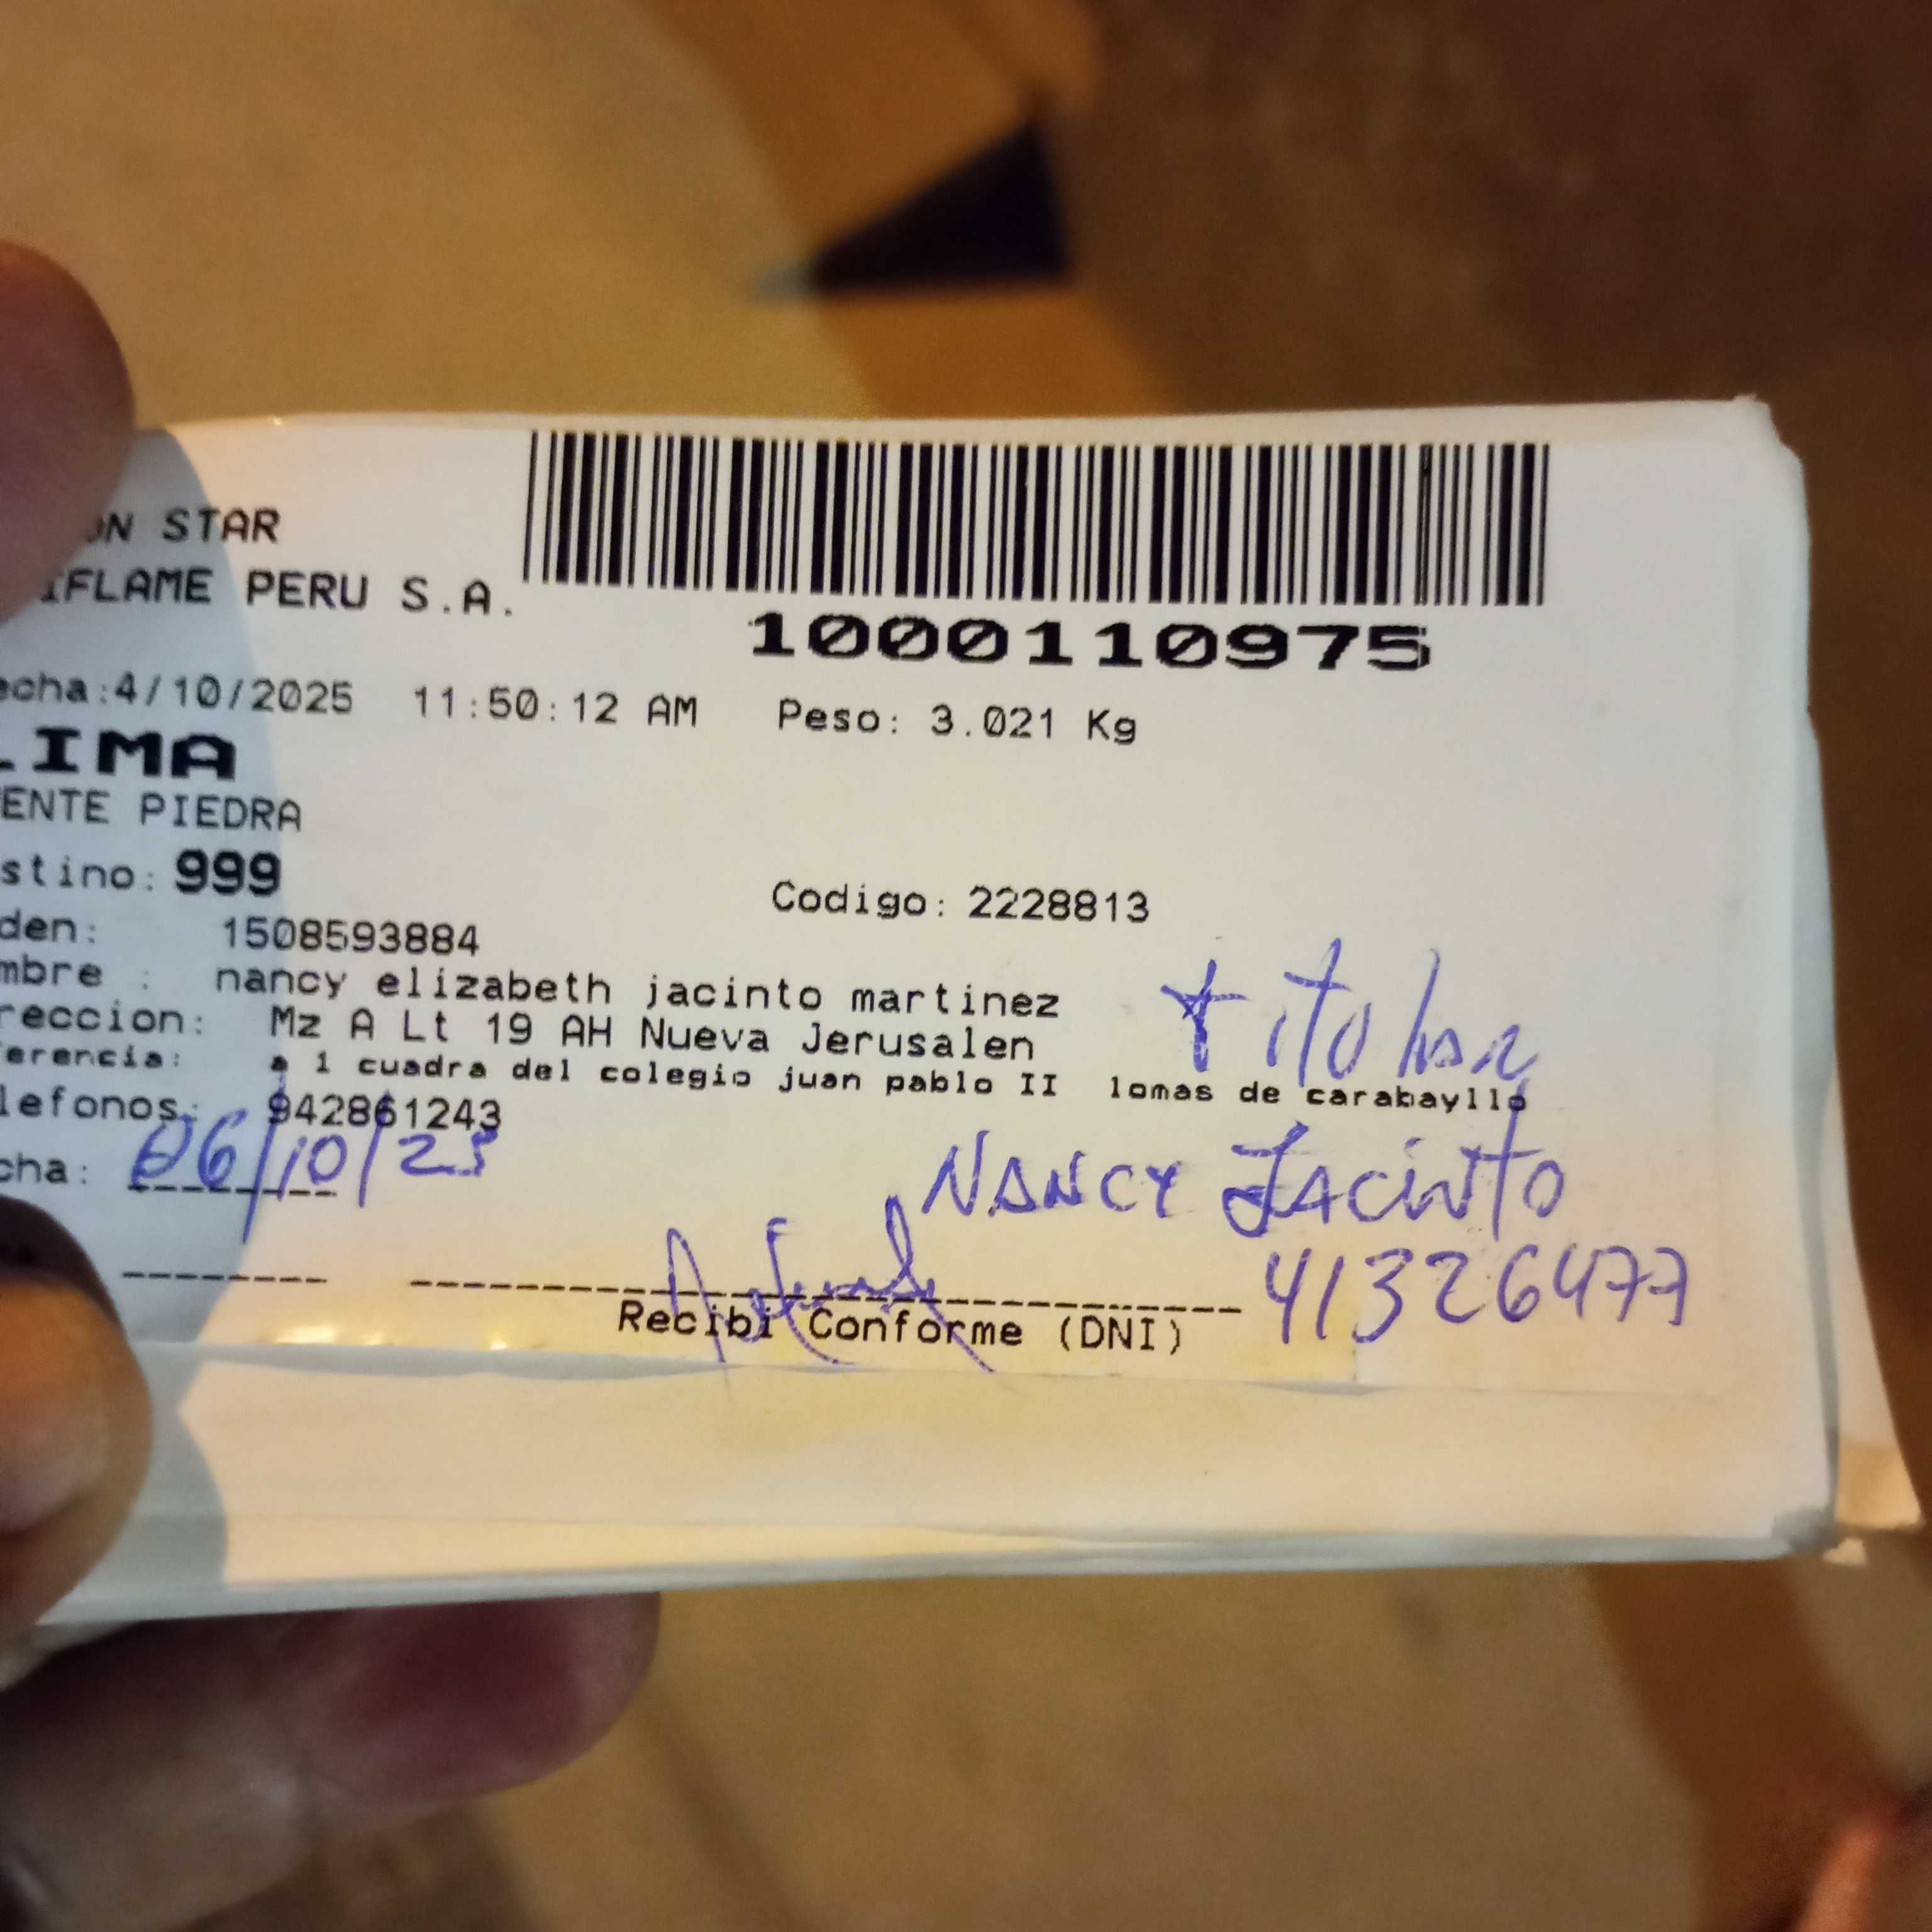 ON STAR
IFLAME PERU S.A.
1000110975
echa:4/10/2025 11:50:12 AM Peso: 3.021 Kg
LIMA
ENTE PIEDRA
stino: 999
Codigo: 2228813
den: 1508593884
mbre : nancy elizabeth jacinto martinez
reccion: Mz A Lt 19 AH Nueva Jerusalen
erencia: a 1 cuadra del colegio juan pablo II lomas de carabayllo
lefonos: 942861243
titular
cha: 06/10/25
NANCY JACINTO
41326477
Recibi Conforme (DNI)